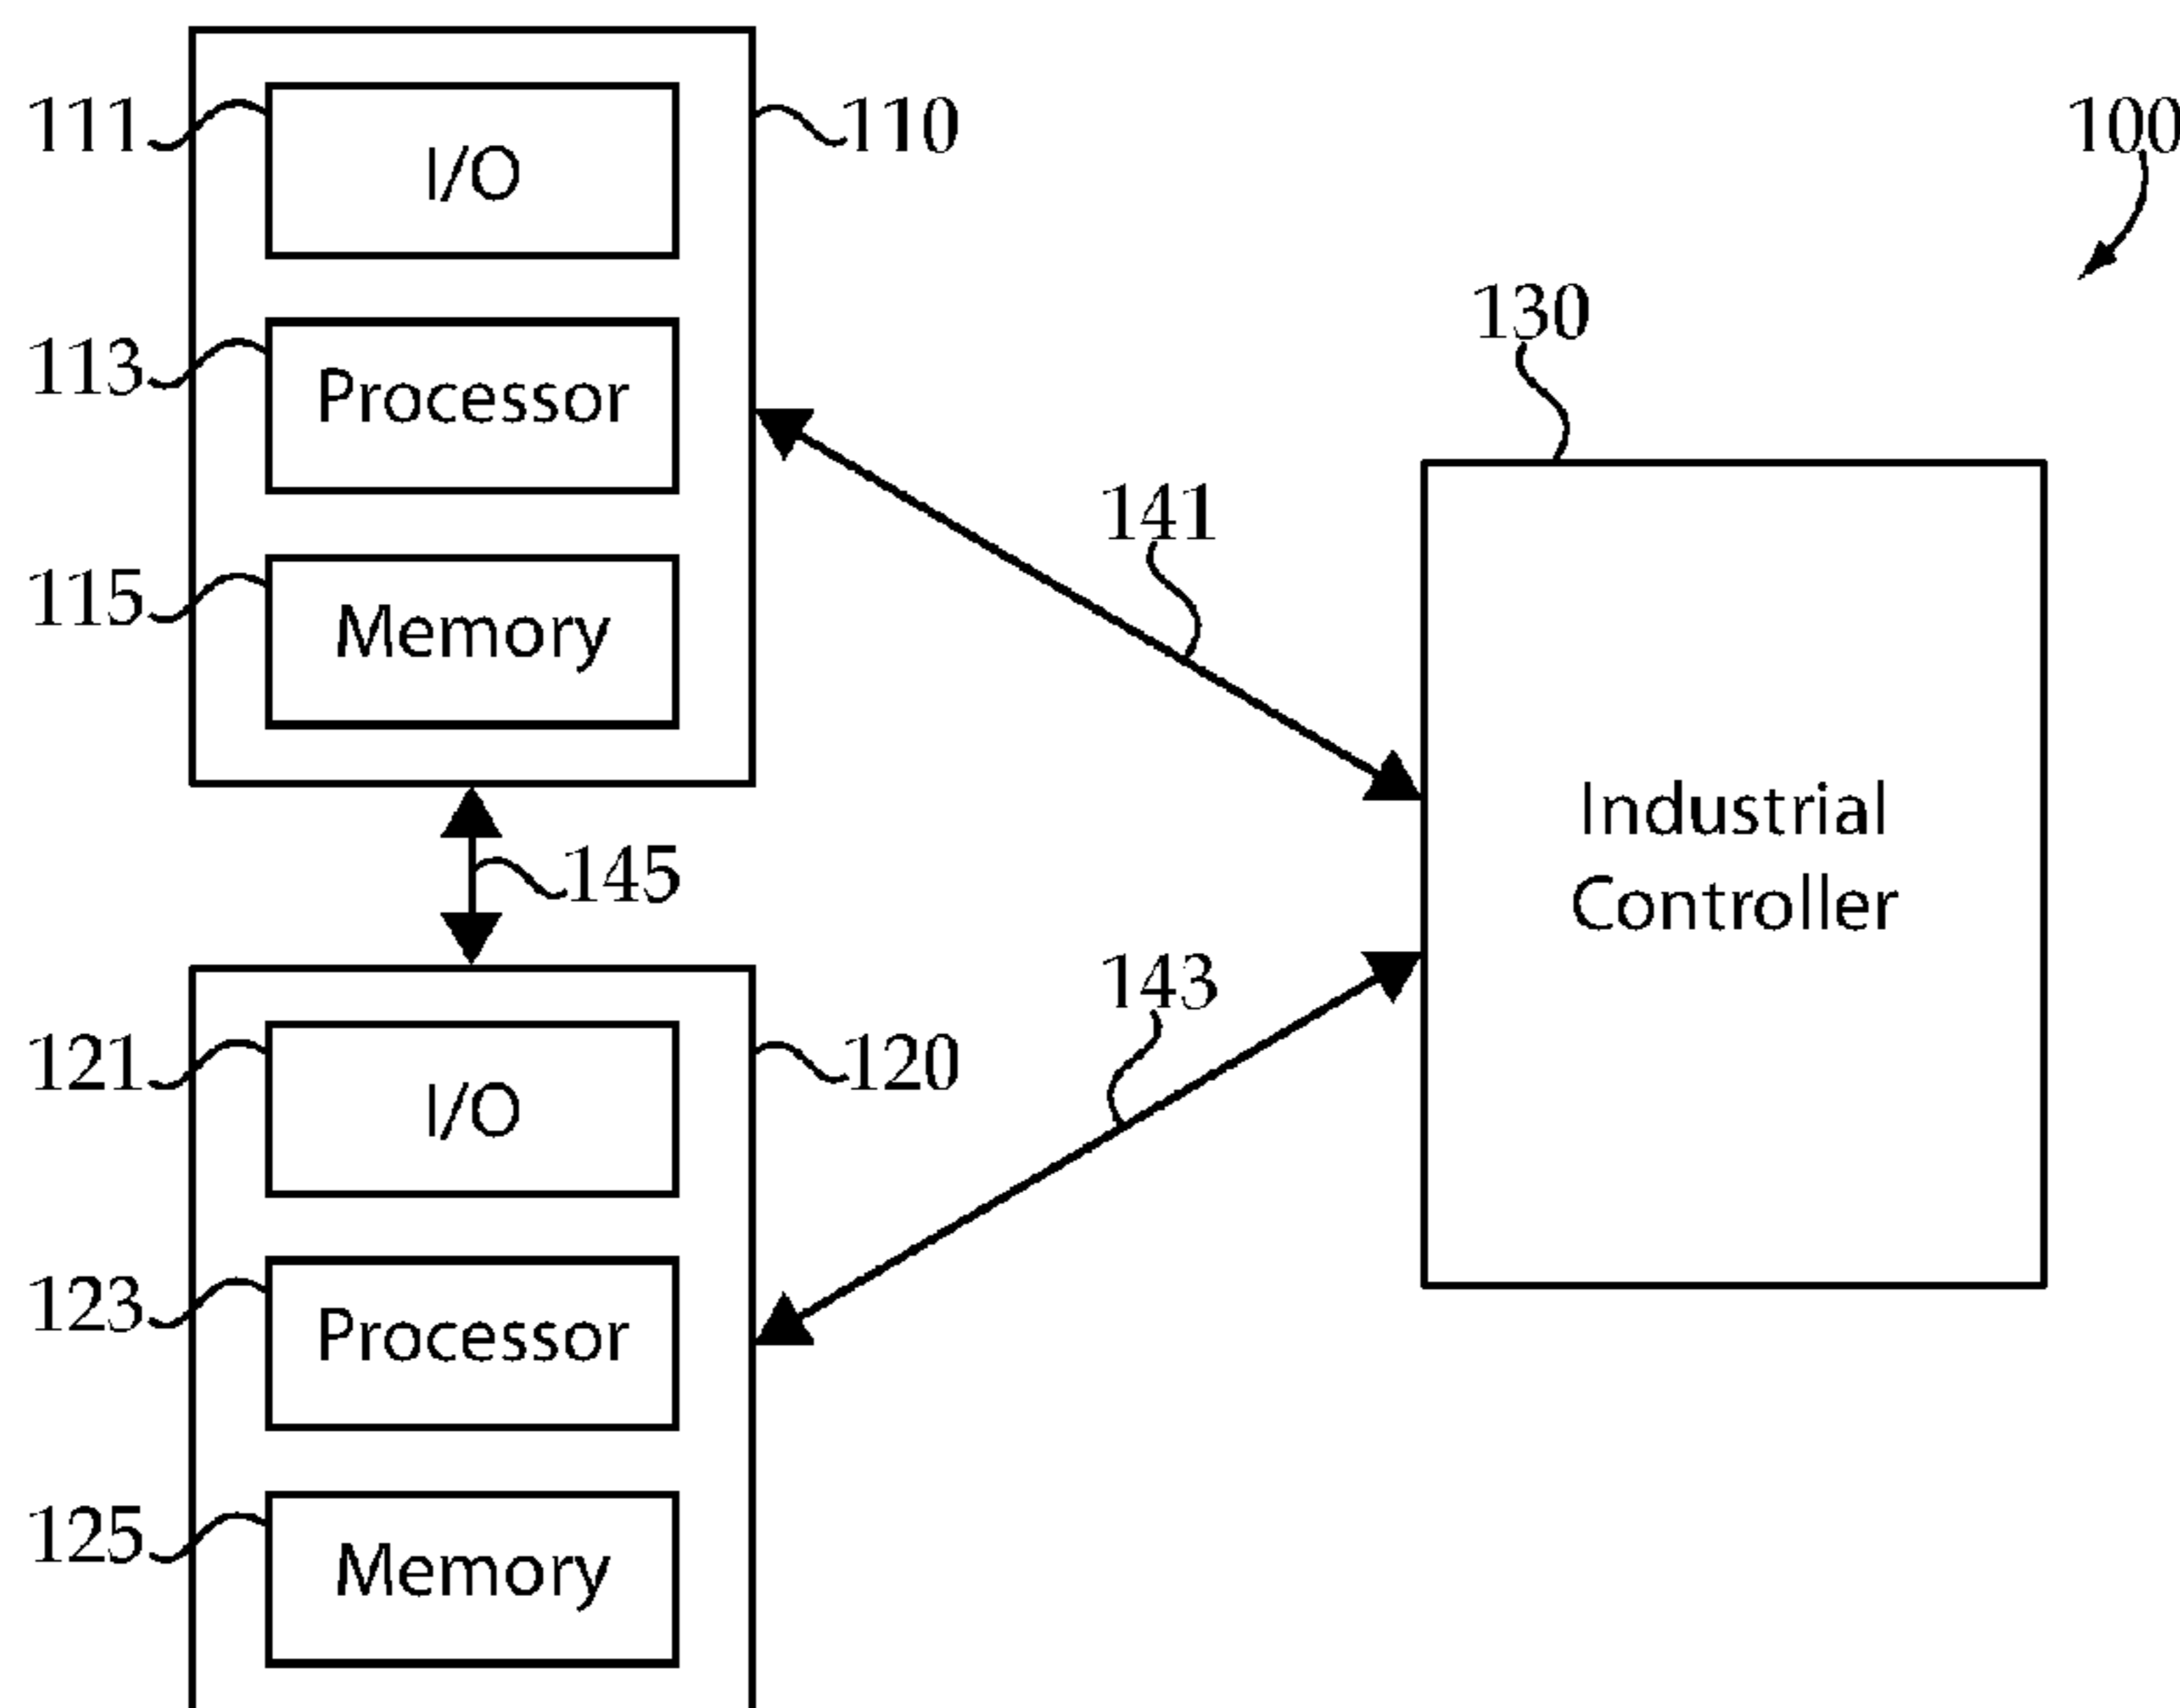 111
I/O
110
100
113
Processor
130
115
Memory
141
145
Industrial
Controller
143
121
I/O
120
123
Processor
125
Memory